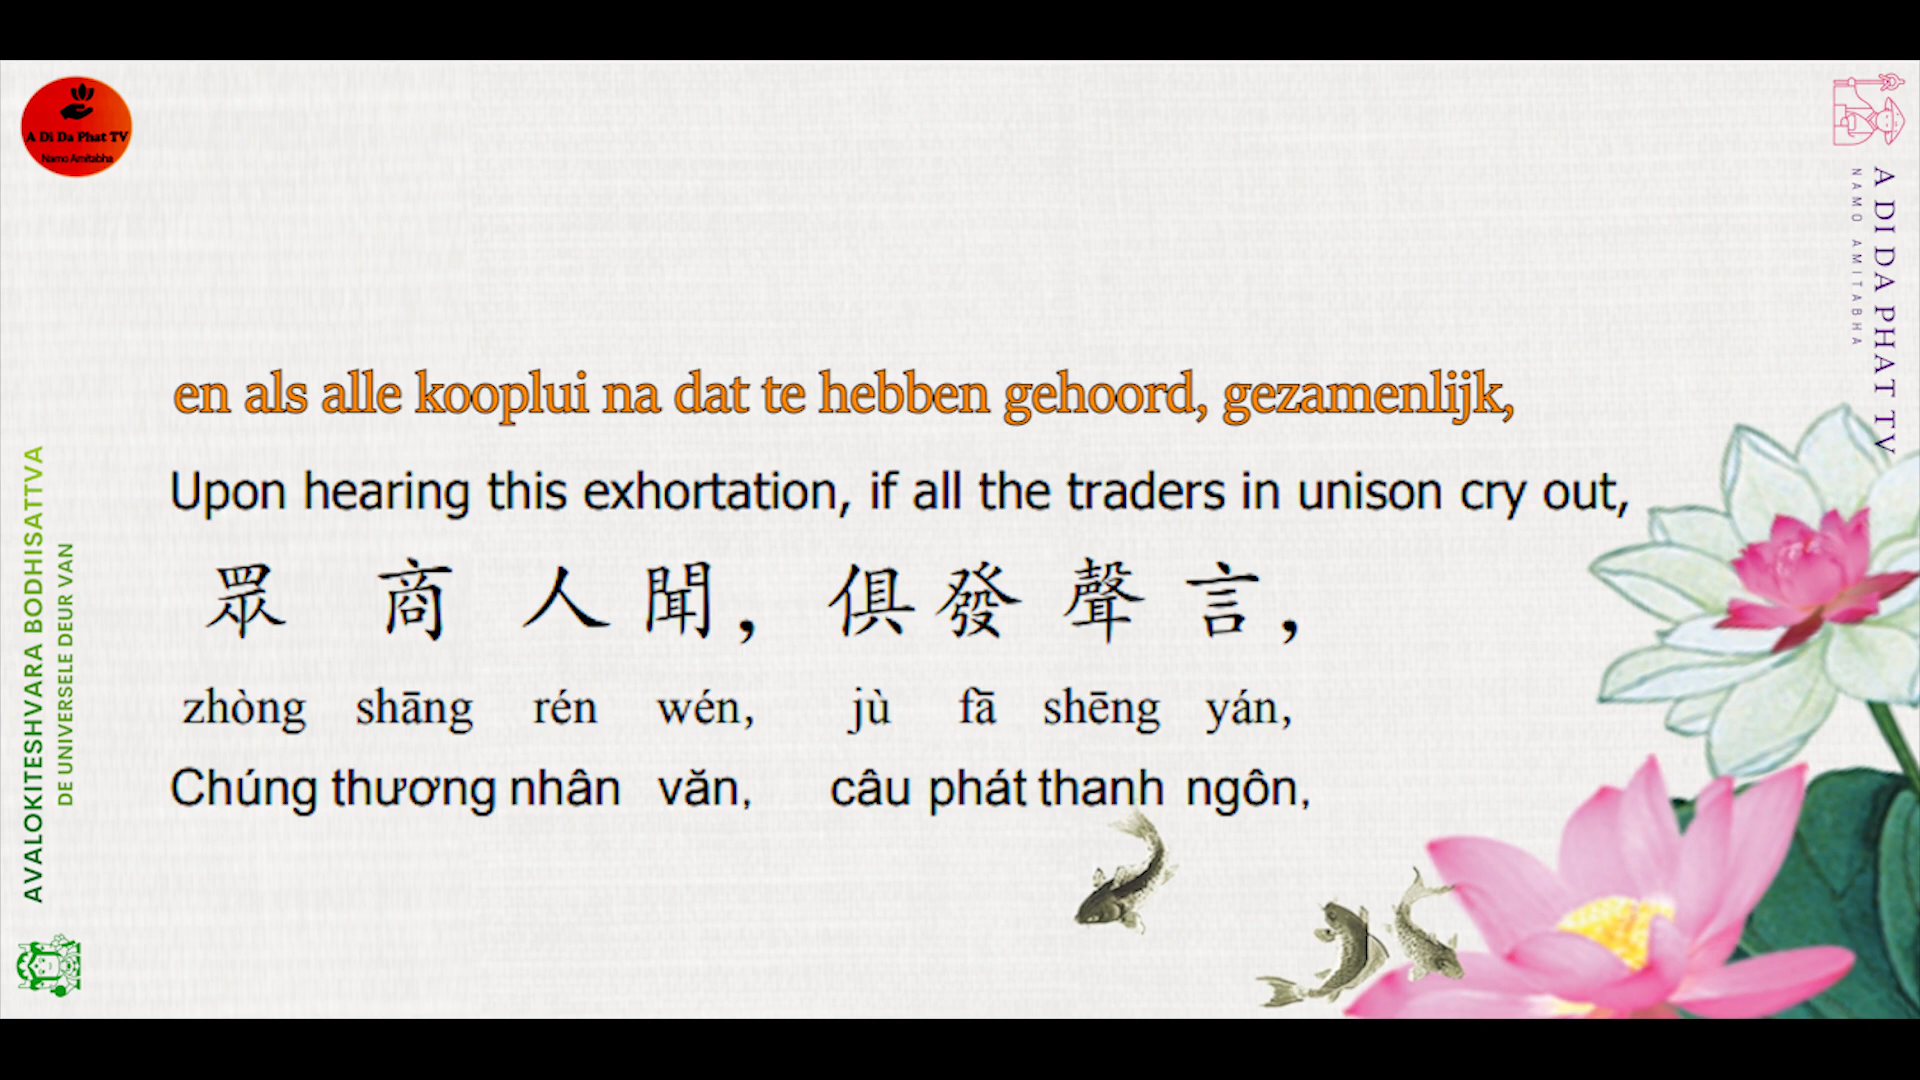 A Di Da Phat TV
Namo Amitabha
A DI DA PHAT TV
NAMO AMITABHA
en als alle kooplui na dat te hebben gehoord, gezamenlijk,
Upon hearing this exhortation, if all the traders in unison cry out,
眾 商 人 聞， 俱 發 聲 言，
zhòng shāng rén wén, jù fā shēng yán,
Chúng thương nhân văn, câu phát thanh ngôn,
AVALOKITESHVARA BODHISATTVA
DE UNIVERSELE DEUR VAN